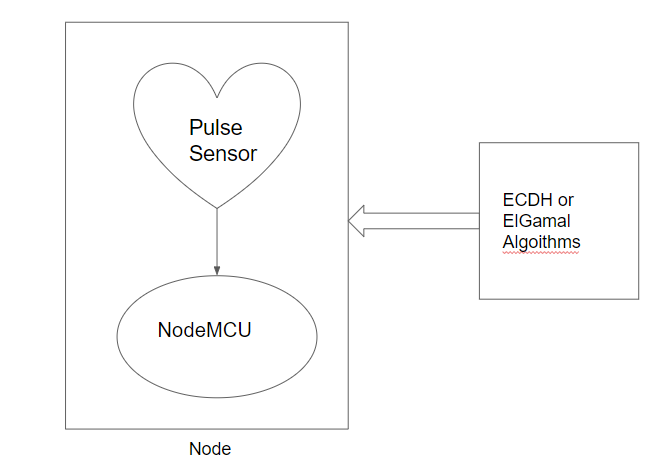 Pulse
Sensor
ECDH or
ElGamal
Algoithms
NodeMCU
Node